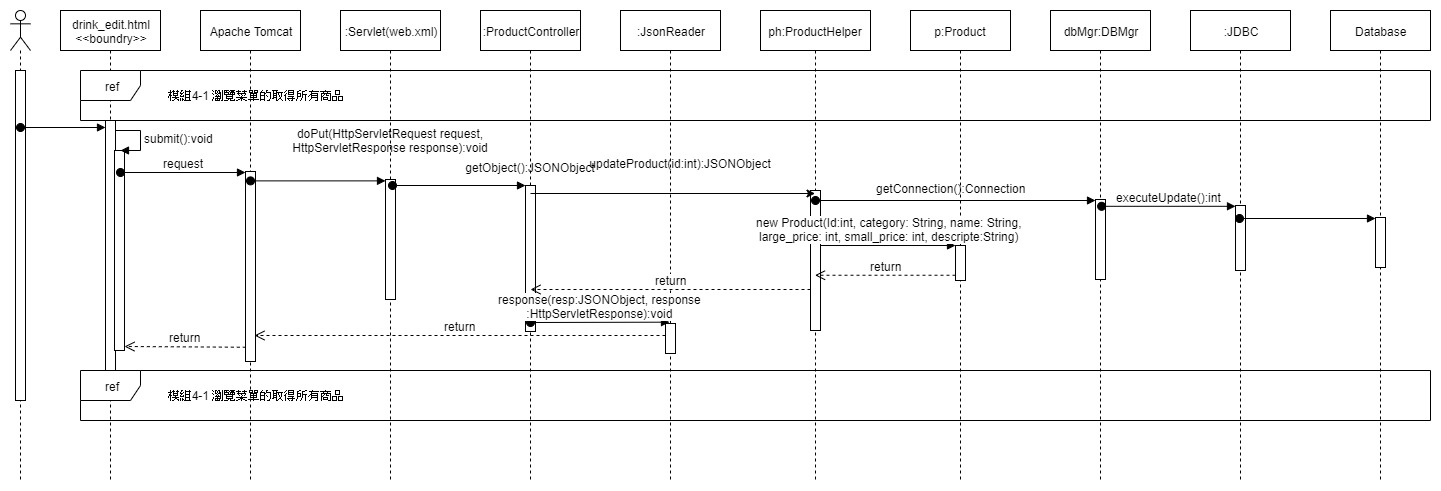 drink_edit.html
<<boundry>>
Apache Tomcat
:Servlet(web.xml)
:ProductController
:JsonReader
ph:ProductHelper
p:Product
dbMgr:DBMgr
:JDBC
Database
ref
模組4-1 瀏覽菜單的取得所有商品
submit():void
doPut(HttpServletRequest request,
HttpServletResponse response):void
request
getObject():JSONObject
updateProduct(id:int):JSONObject
getConnection():Connection
executeUpdate():int
new Product(Id:int, category: String, name: String,
large_price: int, small_price: int, descripte:String)
return
return
response(resp:JSONObject, response
:HttpServletResponse):void
return
return
ref
模組4-1 瀏覽菜單的取得所有商品